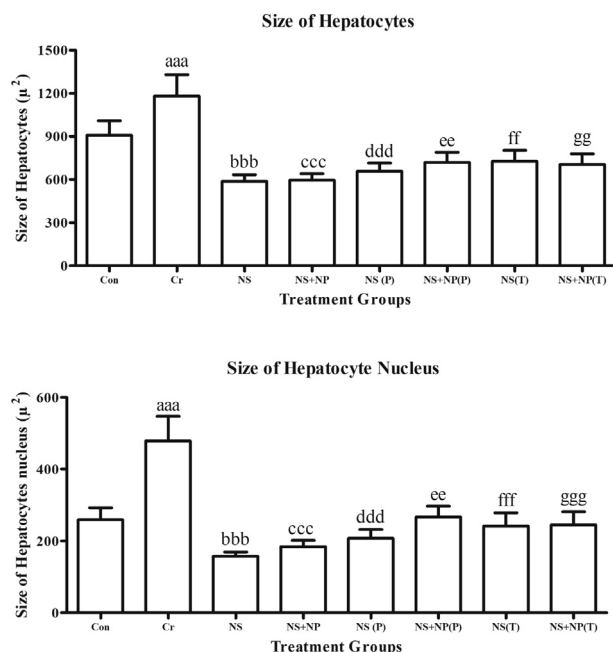 Size of Hepatocytes
Size of Hepatocytes (µ²)
1500
1200
900
600
300
0
aaa
bbb
ccc
ddd
ee
ff
gg
Con Cr NS NS+NP NS (P) NS+NP(P) NS(T) NS+NP(T)
Treatment Groups
Size of Hepatocyte Nucleus
Size of Hepatocytes nucleus (µ²)
600
400
200
0
aaa
bbb
ccc
ddd
ee
fff
ggg
Con Cr NS NS+NP NS (P) NS+NP(P) NS(T) NS+NP(T)
Treatment Groups